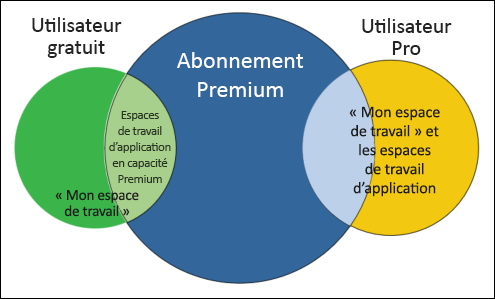 Utilisateur
gratuit
Abonnement
Premium
Utilisateur
Pro
Espaces
de travail
d'application
en capacité
Premium
« Mon espace
de travail »
« Mon espace
de travail » et
les espaces
de travail
d'application